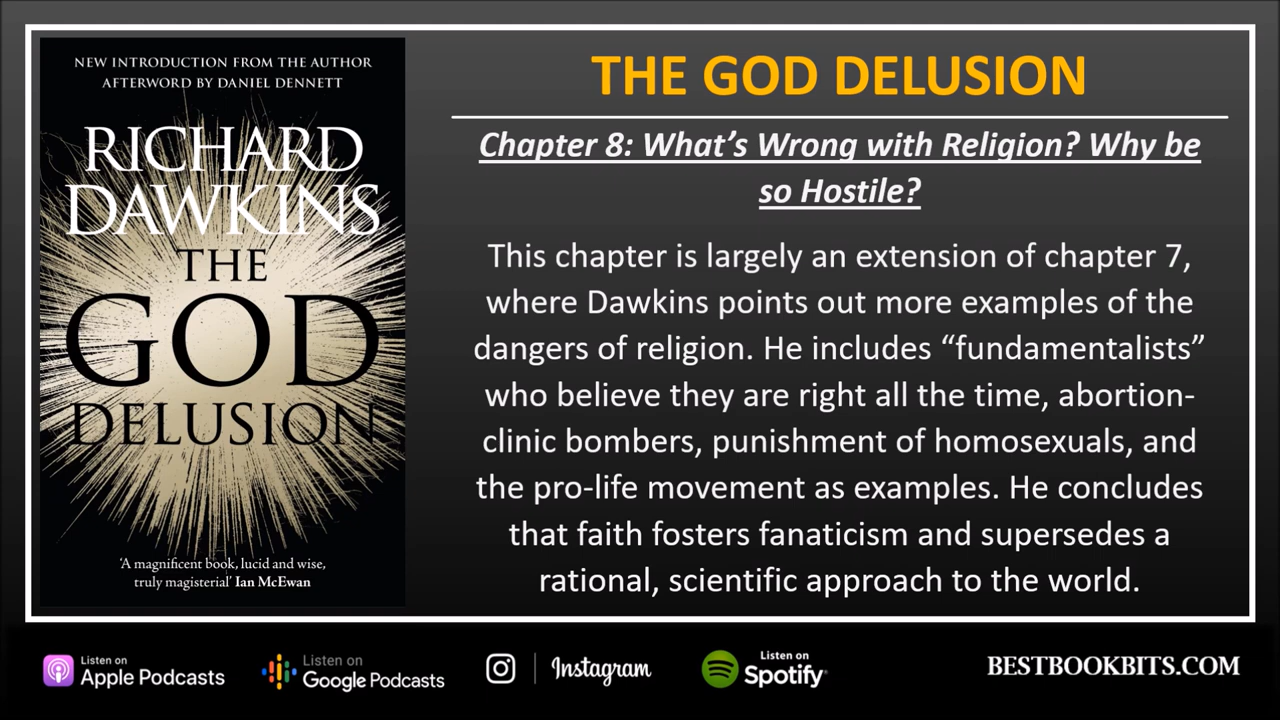 NEW INTRODUCTION FROM THE AUTHOR
AFTERWORD BY DANIEL DENNETT
RICHARD
DAWKINS
THE
GOD
DELUSION
'A magnificent book, lucid and wise,
truly magisterial' Ian McEwan
THE GOD DELUSION
Chapter 8: What's Wrong with Religion? Why be
so Hostile?
This chapter is largely an extension of chapter 7,
where Dawkins points out more examples of the
dangers of religion. He includes “fundamentalists”
who believe they are right all the time, abortion-
clinic bombers, punishment of homosexuals, and
the pro-life movement as examples. He concludes
that faith fosters fanaticism and supersedes a
rational, scientific approach to the world.
Listen on
Apple Podcasts
Listen on
Google Podcasts
Instagram
Listen on
Spotify
BESTBOOKBITS.COM